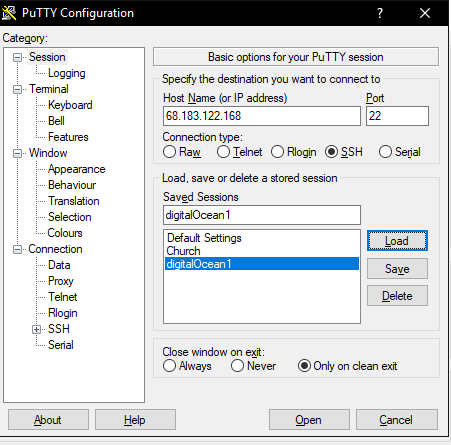 PuTTY Configuration
?
Category:
Session
Logging
Terminal
Keyboard
Bell
Features
Window
Appearance
Behaviour
Translation
Selection
Colours
Connection
Data
Proxy
Telnet
Rlogin
SSH
Serial
Basic options for your PuTTY session
Specify the destination you want to connect to
Host Name (or IP address) Port
68.183.122.168 22
Connection type:
Raw Telnet Rlogin SSH Serial
Load, save or delete a stored session
Saved Sessions
digitalOcean1
Default Settings
Church
digitalOcean1
Load
Save
Delete
Close window on exit:
Always Never Only on clean exit
About Help Open Cancel